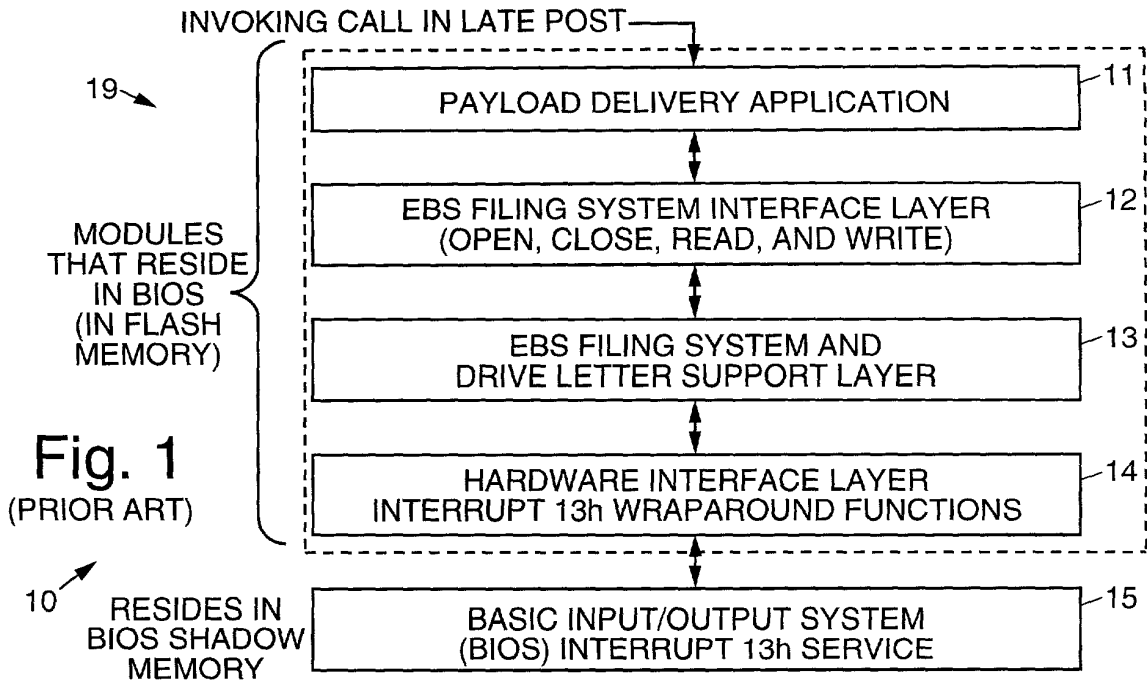 INVOKING CALL IN LATE POST
19
11
PAYLOAD DELIVERY APPLICATION
12
EBS FILING SYSTEM INTERFACE LAYER
(OPEN, CLOSE, READ, AND WRITE)
MODULES
THAT RESIDE
IN BIOS
(IN FLASH
MEMORY)
13
EBS FILING SYSTEM AND
DRIVE LETTER SUPPORT LAYER
Fig. 1
(PRIOR ART)
14
HARDWARE INTERFACE LAYER
INTERRUPT 13h WRAPAROUND FUNCTIONS
10
RESIDES IN
BIOS SHADOW
MEMORY
15
BASIC INPUT/OUTPUT SYSTEM
(BIOS) INTERRUPT 13h SERVICE